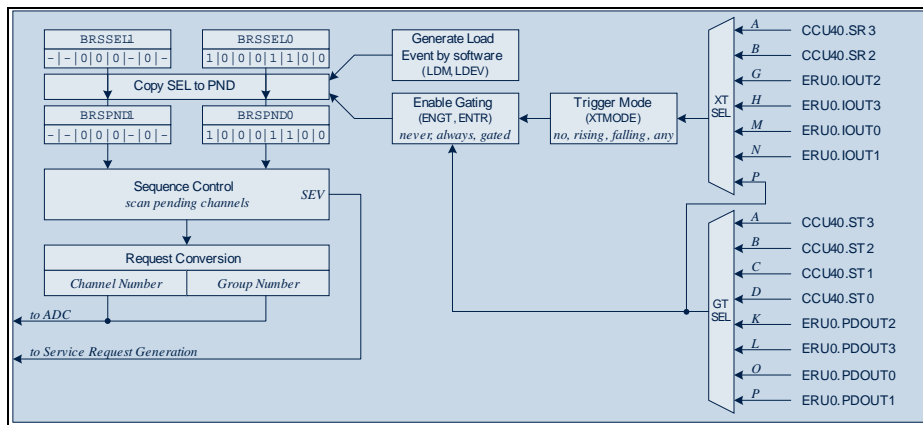 BRSSEL1
BRSSEL0
-|-|0|0|0|-|0|-
1|0|0|0|1|1|0|0
Copy SEL to PND
BRSPND1
BRSPND0
-|-|0|0|0|-|0|-
1|0|0|0|1|1|0|0
Sequence Control
scan pending channels
SEV
Request Conversion
Channel Number
Group Number
to ADC
to Service Request Generation
Generate Load
Event by software
(LDM, LDEV)
Enable Gating
(ENGT, ENTR)
never, always, gated
Trigger Mode
(XTMODE)
no, rising, falling, any
XT
SEL
A CCU40.SR3
B CCU40.SR2
G ERU0.IOUT2
H ERU0.IOUT3
M ERU0.IOUT0
N ERU0.IOUT1
P
GT
SEL
A CCU40.ST3
B CCU40.ST2
C CCU40.ST1
D CCU40.ST0
K ERU0.PDOUT2
L ERU0.PDOUT3
O ERU0.PDOUT0
P ERU0.PDOUT1